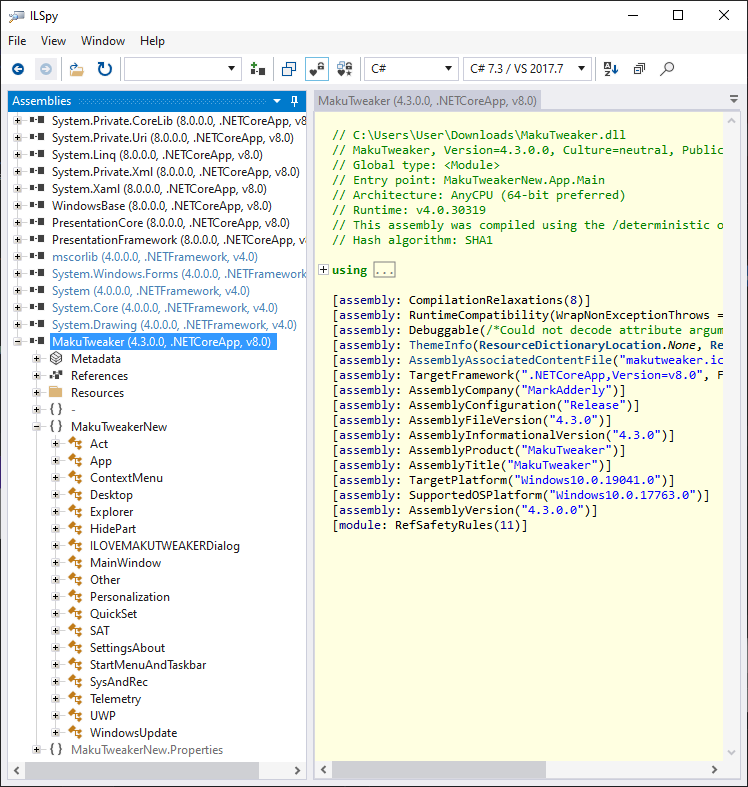 ILSpy
File View Window Help
C# C# 7.3 / VS 2017.7
Assemblies
System.Private.CoreLib (8.0.0.0, .NETCoreApp, v8
System.Private.Uri (8.0.0.0, .NETCoreApp, v8.0)
System.Linq (8.0.0.0, .NETCoreApp, v8.0)
System.Private.Xml (8.0.0.0, .NETCoreApp, v8.0)
System.Xaml (8.0.0.0, .NETCoreApp, v8.0)
WindowsBase (8.0.0.0, .NETCoreApp, v8.0)
PresentationCore (8.0.0.0, .NETCoreApp, v8.0)
PresentationFramework (8.0.0.0, .NETCoreApp, v
mscorlib (4.0.0.0, .NETFramework, v4.0)
System.Windows.Forms (4.0.0.0, .NETFramework
System (4.0.0.0, .NETFramework, v4.0)
System.Core (4.0.0.0, .NETFramework, v4.0)
System.Drawing (4.0.0.0, .NETFramework, v4.0)
MakuTweaker (4.3.0.0, .NETCoreApp, v8.0)
Metadata
References
Resources
{ } -
{ } MakuTweakerNew
Act
App
ContextMenu
Desktop
Explorer
HidePart
ILOVEMAKUTWEAKERDialog
MainWindow
Other
Personalization
QuickSet
SAT
SettingsAbout
StartMenuAndTaskbar
SysAndRec
Telemetry
UWP
WindowsUpdate
{ } MakuTweakerNew.Properties
MakuTweaker (4.3.0.0, .NETCoreApp, v8.0)
// C:\Users\User\Downloads\MakuTweaker.dll
// MakuTweaker, Version=4.3.0.0, Culture=neutral, Public
// Global type: <Module>
// Entry point: MakuTweakerNew.App.Main
// Architecture: AnyCPU (64-bit preferred)
// Runtime: v4.0.30319
// This assembly was compiled using the /deterministic o
// Hash algorithm: SHA1
using ...
[assembly: CompilationRelaxations(8)]
[assembly: RuntimeCompatibility(WrapNonExceptionThrows =
[assembly: Debuggable(/*Could not decode attribute argum
[assembly: ThemeInfo(ResourceDictionaryLocation.None, Re
[assembly: AssemblyAssociatedContentFile("makutweaker.ic
[assembly: TargetFramework(".NETCoreApp,Version=v8.0", F
[assembly: AssemblyCompany("MarkAdderly")]
[assembly: AssemblyConfiguration("Release")]
[assembly: AssemblyFileVersion("4.3.0")]
[assembly: AssemblyInformationalVersion("4.3.0")]
[assembly: AssemblyProduct("MakuTweaker")]
[assembly: AssemblyTitle("MakuTweaker")]
[assembly: TargetPlatform("Windows10.0.19041.0")]
[assembly: SupportedOSPlatform("Windows10.0.17763.0")]
[assembly: AssemblyVersion("4.3.0.0")]
[module: RefSafetyRules(11)]